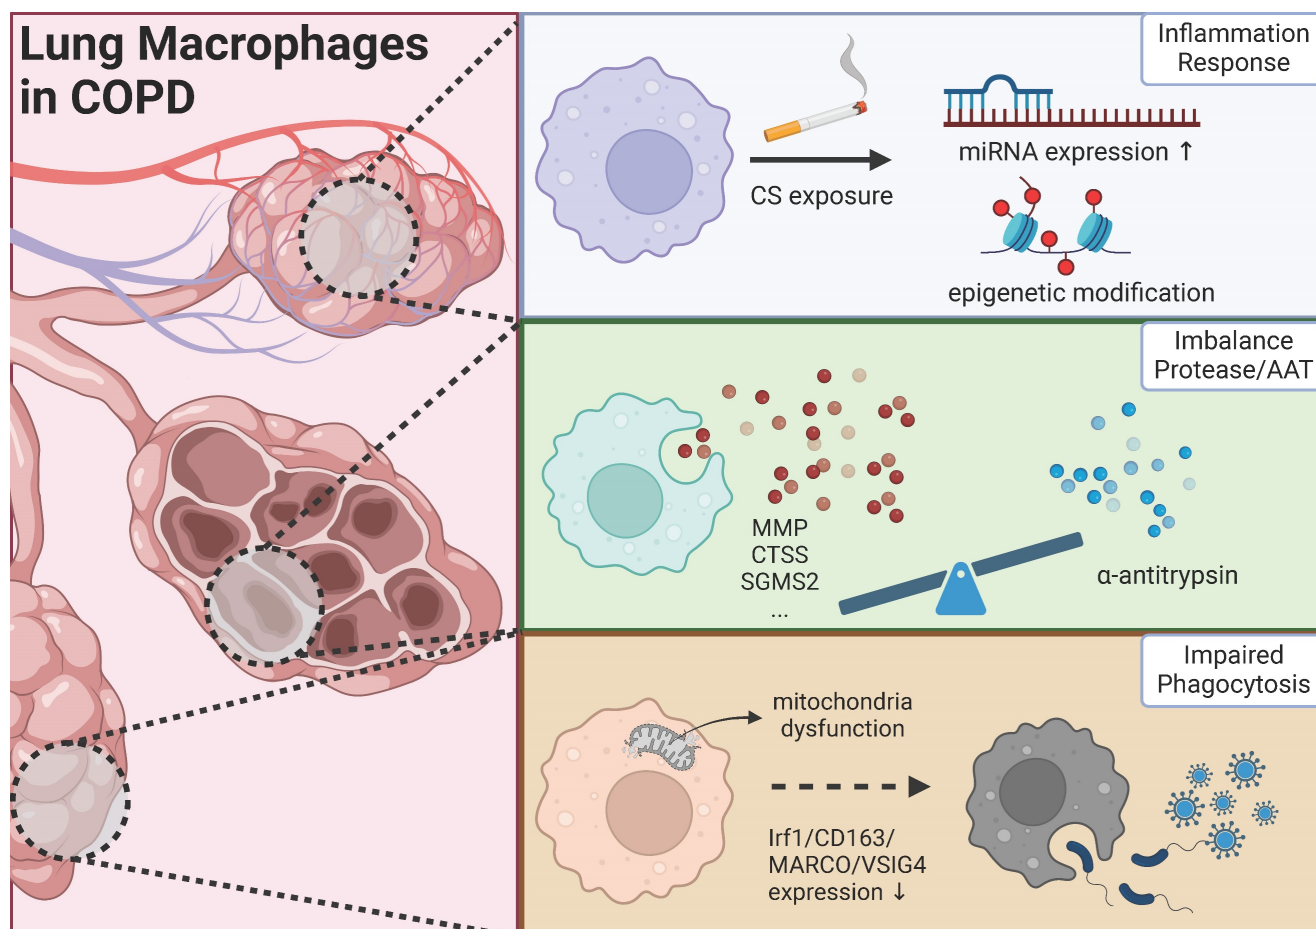 Lung Macrophages
in COPD
Inflammation
Response
CS exposure
miRNA expression ↑
epigenetic modification
Imbalance
Protease/AAT
MMP
CTSS
SGMS2
...
α-antitrypsin
Impaired
Phagocytosis
mitochondria
dysfunction
Irf1/CD163/
MARCO/VSIG4
expression ↓